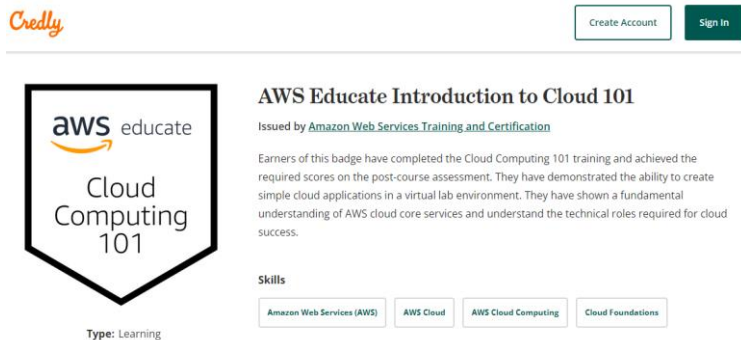 Credly
Create Account
Sign In
aws educate
Cloud
Computing
101
Type: Learning
AWS Educate Introduction to Cloud 101
Issued by Amazon Web Services Training and Certification
Earners of this badge have completed the Cloud Computing 101 training and achieved the
required scores on the post-course assessment. They have demonstrated the ability to create
simple cloud applications in a virtual lab environment. They have shown a fundamental
understanding of AWS cloud core services and understand the technical roles required for cloud
success.
Skills
Amazon Web Services (AWS)
AWS Cloud
AWS Cloud Computing
Cloud Foundations